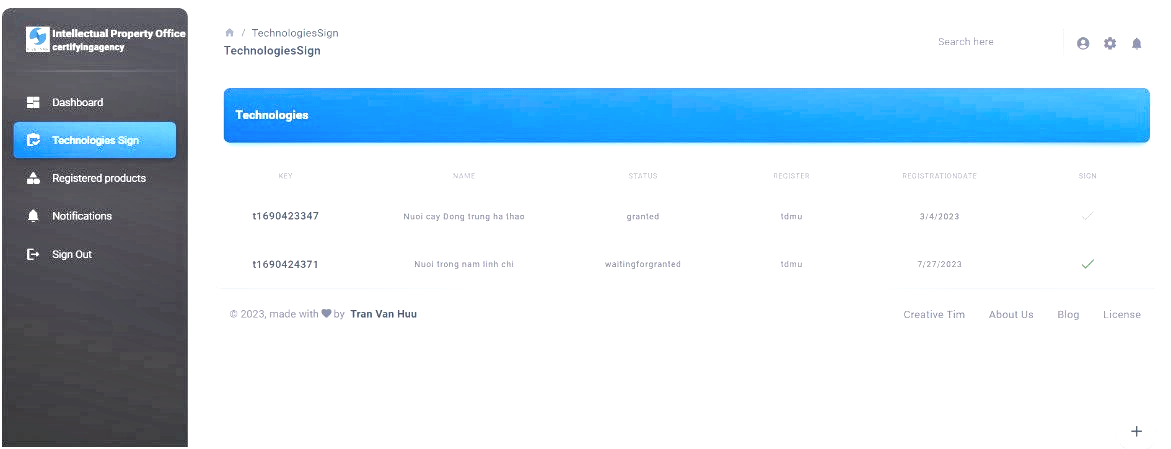 Intellectual Property Office
certifyingagency
Dashboard
Technologies Sign
Registered products
Notifications
Sign Out
/ TechnologiesSign
TechnologiesSign
Search here
Technologies
KEY NAME STATUS REGISTER REGISTRATIONDATE SIGN
t1690423347 Nuoi cay Dong trung ha thao granted tdmu 3/4/2023
t1690424371 Nuoi trong nam linh chi waitingforgranted tdmu 7/27/2023
© 2023, made with by Tran Van Huu
Creative Tim About Us Blog License